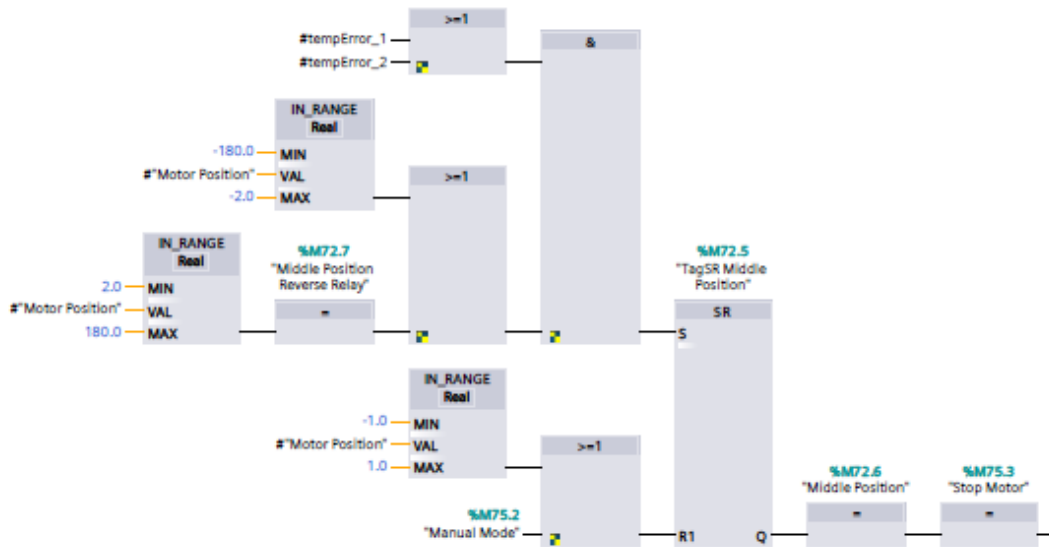 >=1
#tempError_1
#tempError_2
&
IN_RANGE
Real
-180.0 MIN
#"Motor Position" VAL
-2.0 MAX
>=1
IN_RANGE
Real
2.0 MIN
#"Motor Position" VAL
180.0 MAX
%M72.7
"Middle Position
Reverse Relay"
=
%M72.5
"TagSR Middle
Position"
SR
S
IN_RANGE
Real
-1.0 MIN
#"Motor Position" VAL
1.0 MAX
>=1
%M75.2
"Manual Mode"
R1 Q
%M72.6
"Middle Position"
=
%M75.3
"Stop Motor"
=